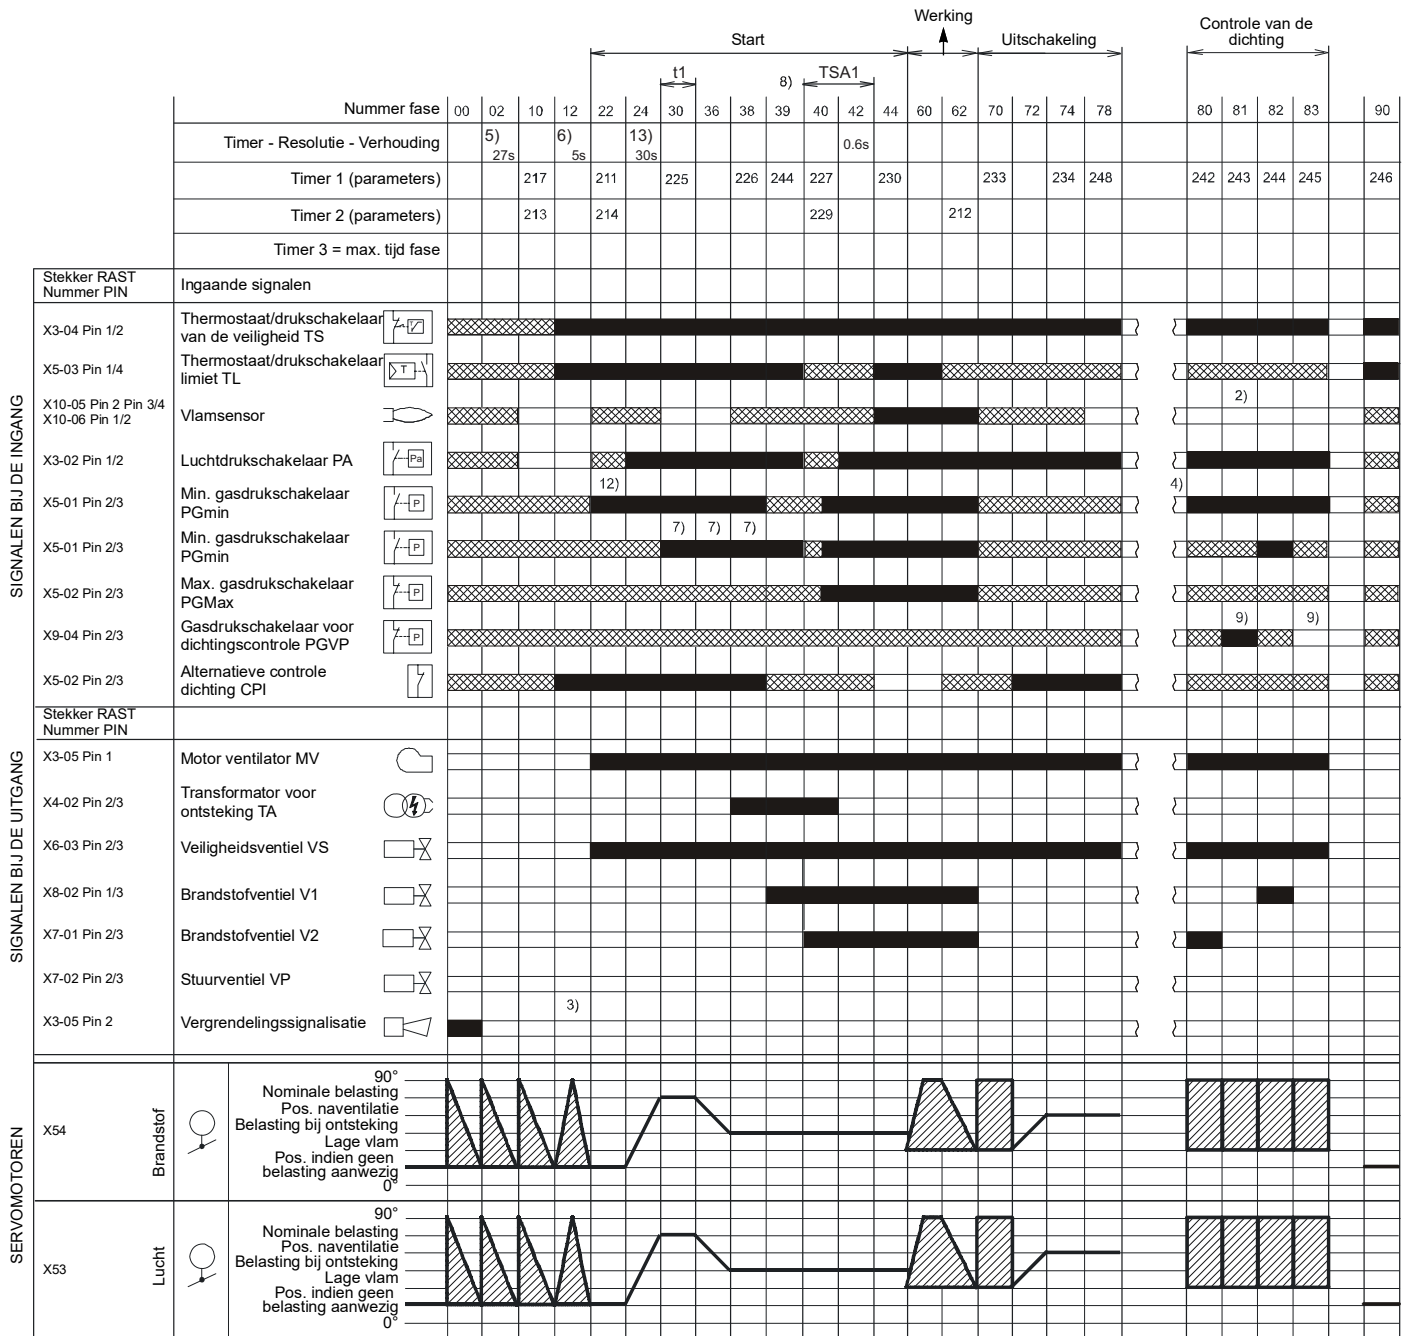 Werking
Start
Uitschakeling
Controle van de
dichting
t1
8)
TSA1
Nummer fase 00 02 10 12 22 24 30 36 38 39 40 42 44 60 62 70 72 74 78 80 81 82 83 90
Timer - Resolutie - Verhouding 5) 27s 6) 5s 13) 30s 0.6s
Timer 1 (parameters) 217 211 225 226 244 227 230 233 234 248 242 243 244 245 246
Timer 2 (parameters) 213 214 229 212
Timer 3 = max. tijd fase
SIGNALEN BIJ DE INGANG
Stekker RAST
Nummer PIN
Ingaande signalen
X3-04 Pin 1/2
Thermostaat/drukschakelaar
van de veiligheid TS
X5-03 Pin 1/4
Thermostaat/drukschakelaar
limiet TL
T
2)
X10-05 Pin 2 Pin 3/4
X10-06 Pin 1/2
Vlamsensor
X3-02 Pin 1/2
Luchtdrukschakelaar PA
Pa
12)
4)
X5-01 Pin 2/3
Min. gasdrukschakelaar
PGmin
P
7) 7) 7)
X5-01 Pin 2/3
Min. gasdrukschakelaar
PGmin
P
X5-02 Pin 2/3
Max. gasdrukschakelaar
PGMax
P
9) 9)
X9-04 Pin 2/3
Gasdrukschakelaar voor
dichtingscontrole PGVP
P
X5-02 Pin 2/3
Alternatieve controle
dichting CPI
SIGNALEN BIJ DE UITGANG
Stekker RAST
Nummer PIN
X3-05 Pin 1
Motor ventilator MV
X4-02 Pin 2/3
Transformator voor
ontsteking TA
X6-03 Pin 2/3
Veiligheidsventiel VS
X8-02 Pin 1/3
Brandstofventiel V1
X7-01 Pin 2/3
Brandstofventiel V2
X7-02 Pin 2/3
Stuurventiel VP
3)
X3-05 Pin 2
Vergrendelingssignalisatie
SERVOMOTOREN
X54
Brandstof
90°
Nominale belasting
Pos. naventilatie
Belasting bij ontsteking
Lage vlam
Pos. indien geen
belasting aanwezig
0°
X53
Lucht
90°
Nominale belasting
Pos. naventilatie
Belasting bij ontsteking
Lage vlam
Pos. indien geen
belasting aanwezig
0°